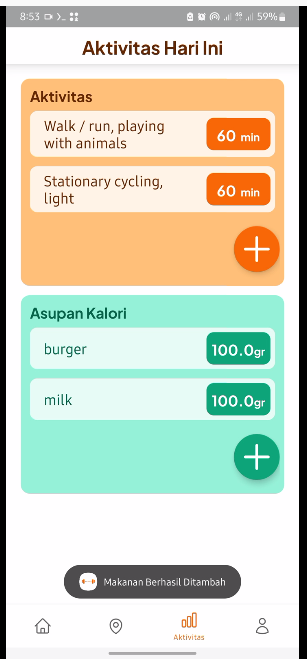 8:53 59%
Aktivitas Hari Ini
Aktivitas
Walk / run, playing
with animals
60 min
Stationary cycling,
light
60 min
Asupan Kalori
burger
100.0gr
milk
100.0gr
Makanan Berhasil Ditambah
Aktivitas